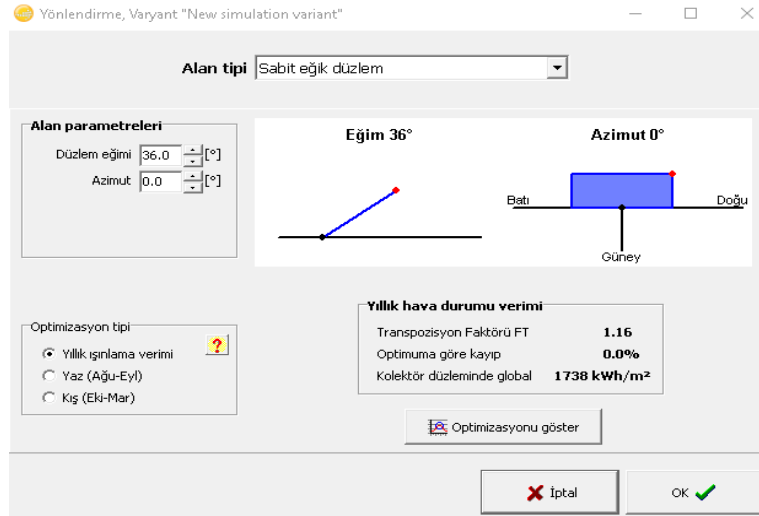 Yönlendirme, Varyant "New simulation variant"
Alan tipi Sabit eğik düzlem
Alan parametreleri
Düzlem eğimi 36.0 [°]
Azimut 0.0 [°]
Eğim 36°
Azimut 0°
Batı
Doğu
Güney
Optimizasyon tipi
?
Yıllık ışınlama verimi
Yaz (Ağu-Eyl)
Kış (Eki-Mar)
Yıllık hava durumu verimi
Transpozisyon Faktörü FT 1.16
Optimuma göre kayıp 0.0%
Kolektör düzleminde global 1738 kWh/m²
Optimizasyonu göster
İptal
OK